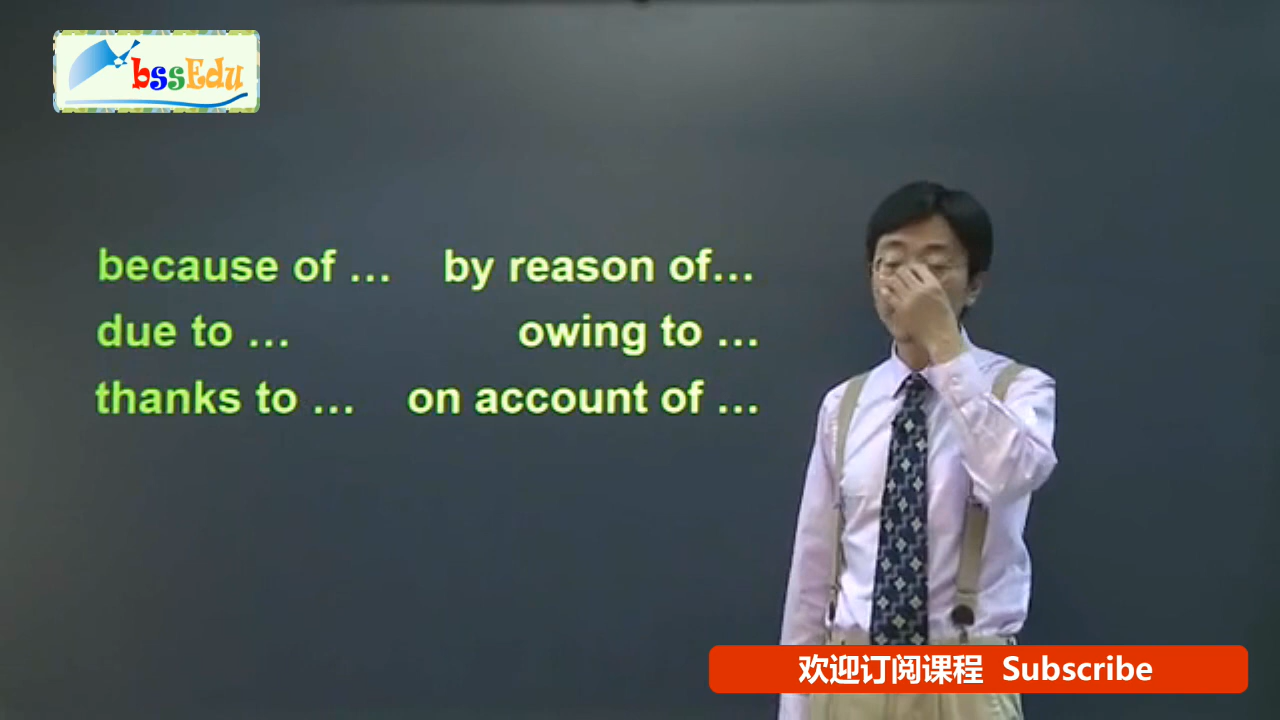 bssEdu
because of … by reason of…
due to … owing to …
thanks to … on account of …
欢迎订阅课程 Subscribe